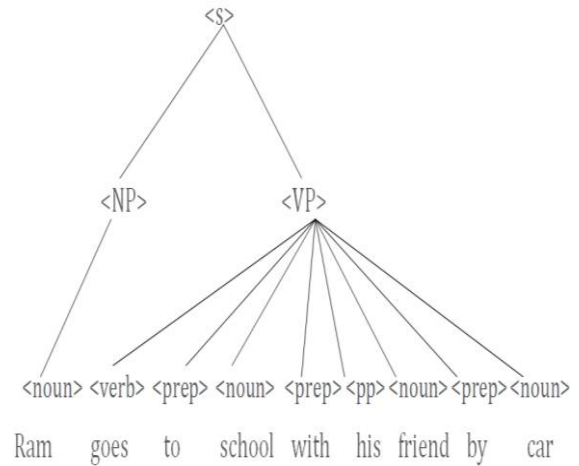 <s>
<NP> <VP>
<noun> <verb> <prep> <noun> <prep> <pp> <noun> <prep> <noun>
Ram goes to school with his friend by car